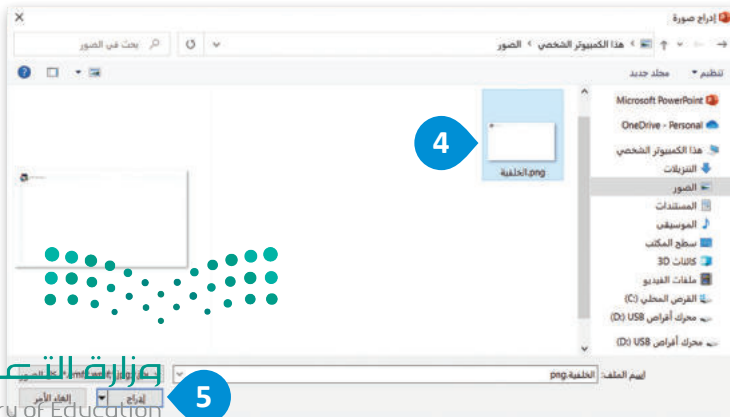 إدراج صورة
هذا الكمبيوتر الشخصي > الصور
بحث في الصور
تنظيم
مجلد جديد
Microsoft PowerPoint
OneDrive - Personal
هذا الكمبيوتر الشخصي
التنزيلات
الصور
المستندات
الموسيقى
سطح المكتب
كائنات 3D
ملفات الفيديو
القرص المحلي (C:)
محرك أقراص USB (D:)
محرك أقراص USB (D:)
الخلفية.png
4
اسم الملف:
الخلفية.png
وزارة التعـ
إدراج
إلغاء الأمر
5
ry of Education